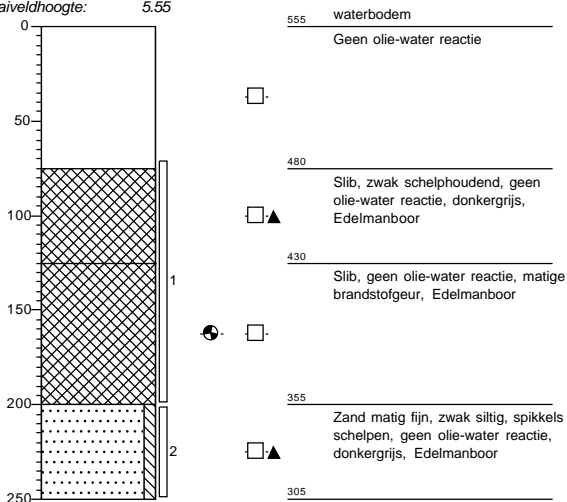 aaiveldhoogte: 5.55
0
50
100
150
200
250
1
2
555
waterbodem
Geen olie-water reactie
480
Slib, zwak schelphoudend, geen
olie-water reactie, donkergrijs,
Edelmanboor
430
Slib, geen olie-water reactie, matige
brandstofgeur, Edelmanboor
355
Zand matig fijn, zwak siltig, spikkels
schelpen, geen olie-water reactie,
donkergrijs, Edelmanboor
305